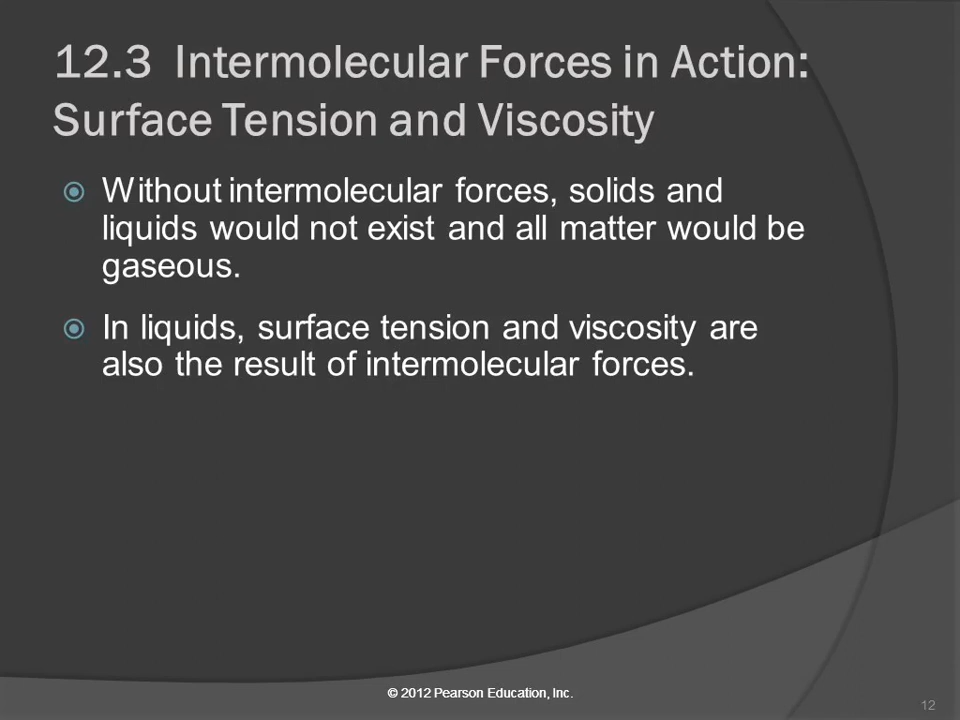 12.3 Intermolecular Forces in Action:
Surface Tension and Viscosity
Without intermolecular forces, solids and
liquids would not exist and all matter would be
gaseous.
In liquids, surface tension and viscosity are
also the result of intermolecular forces.
© 2012 Pearson Education, Inc.
12